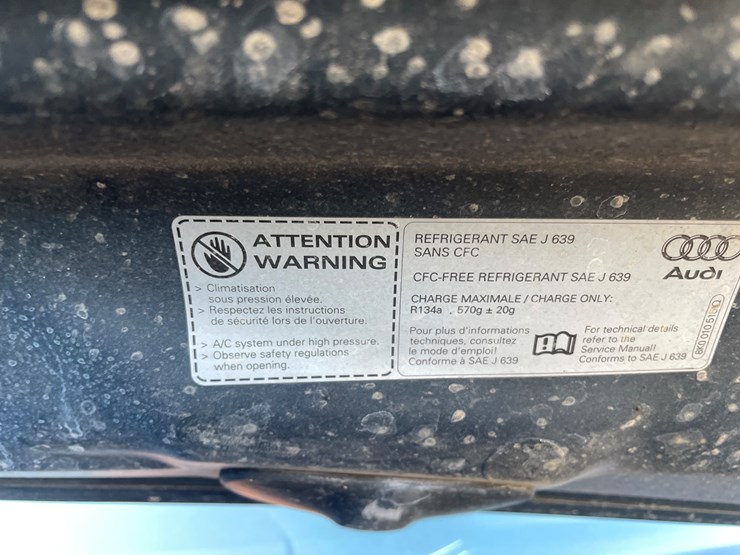 ATTENTION
WARNING
> Climatisation
sous pression élevée.
> Respectez les instructions
de sécurité lors de l'ouverture.
> A/C system under high pressure.
> Observe safety regulations
when opening.
REFRIGERANT SAE J 639
SANS CFC
CFC-FREE REFRIGERANT SAE J 639
CHARGE MAXIMALE / CHARGE ONLY:
R134a , 570g ± 20g
Pour plus d'informations
techniques, consultez
le mode d'emploi!
Conforme à SAE J 639
For technical details
refer to the
Service Manual!
Conforms to SAE J 639
Audi